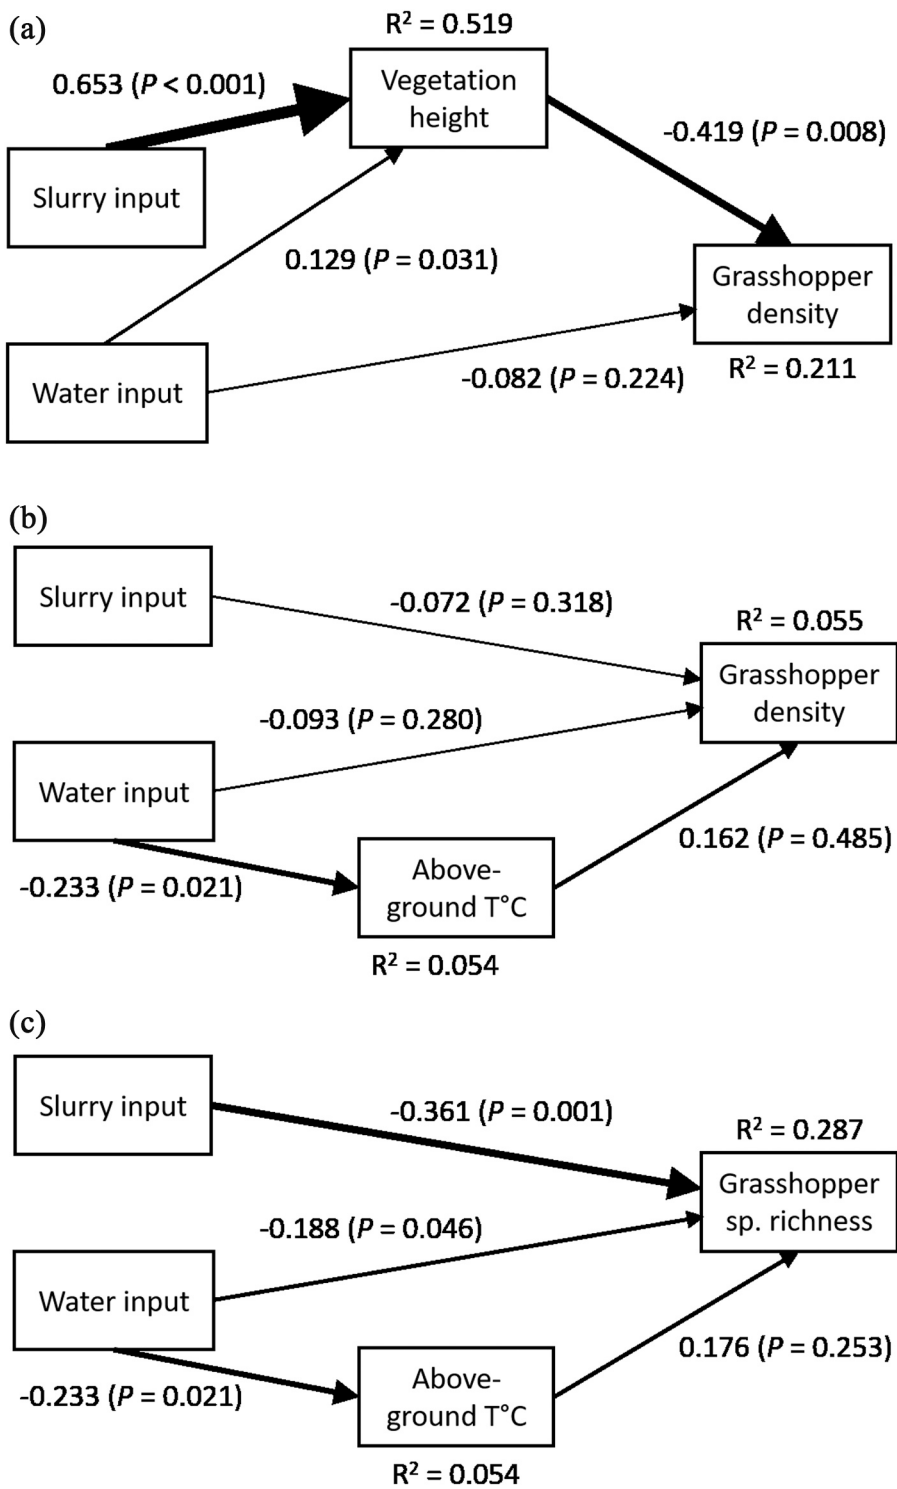 (a)
R² = 0.519
0.653 (P < 0.001)
Vegetation
height
-0.419 (P = 0.008)
Slurry input
0.129 (P = 0.031)
Grasshopper
density
Water input
-0.082 (P = 0.224)
R² = 0.211
(b)
Slurry input
-0.072 (P = 0.318)
R² = 0.055
Grasshopper
density
-0.093 (P = 0.280)
Water input
0.162 (P = 0.485)
-0.233 (P = 0.021)
Above-
ground T°C
R² = 0.054
(c)
Slurry input
-0.361 (P = 0.001)
R² = 0.287
Grasshopper
sp. richness
-0.188 (P = 0.046)
Water input
0.176 (P = 0.253)
-0.233 (P = 0.021)
Above-
ground T°C
R² = 0.054